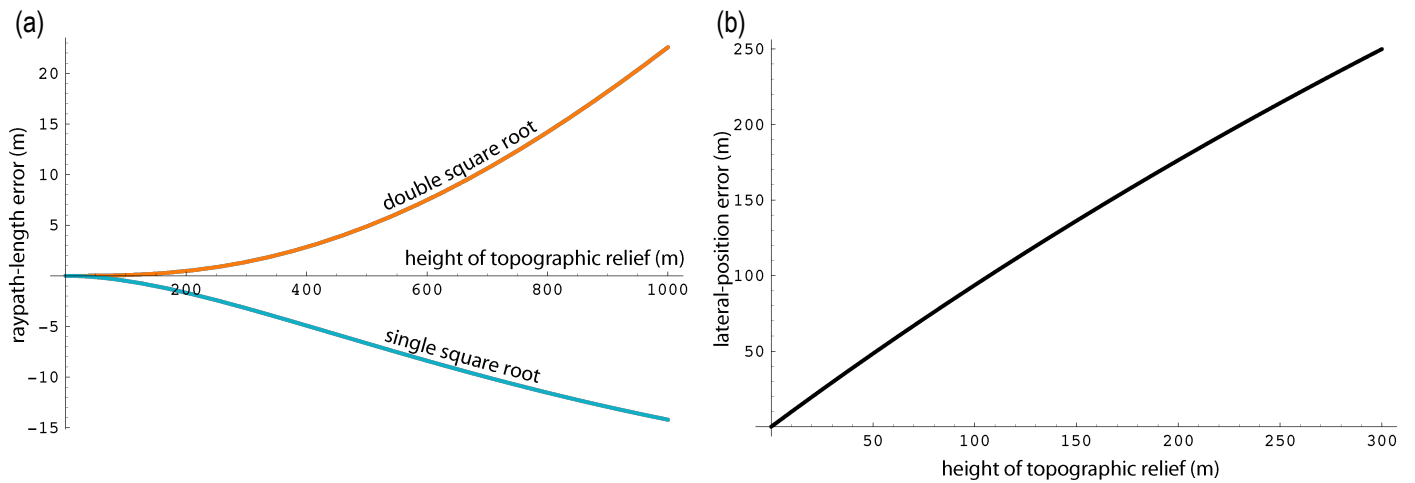 (a)
20
15
10
5
−5
−10
−15
raypath-length error (m)
double square root
height of topographic relief (m)
200
400
600
800
1000
single square root
(b)
250
200
150
100
50
lateral-position error (m)
50
100
150
200
250
300
height of topographic relief (m)